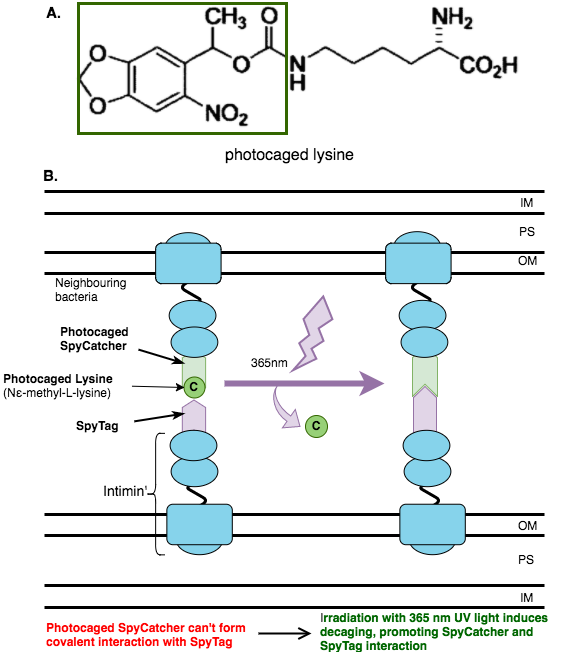 A.
CH₃
O
NH₂
O
O
O
N
H
CO₂H
NO₂
photocaged lysine
B.
IM
PS
OM
Neighbouring
bacteria
Photocaged
SpyCatcher
365nm
Photocaged Lysine
(Nε-methyl-L-lysine)
C
C
SpyTag
Intimin'
OM
PS
IM
Photocaged SpyCatcher can't form
covalent interaction with SpyTag
Irradiation with 365 nm UV light induces
decaging, promoting SpyCatcher and
SpyTag interaction